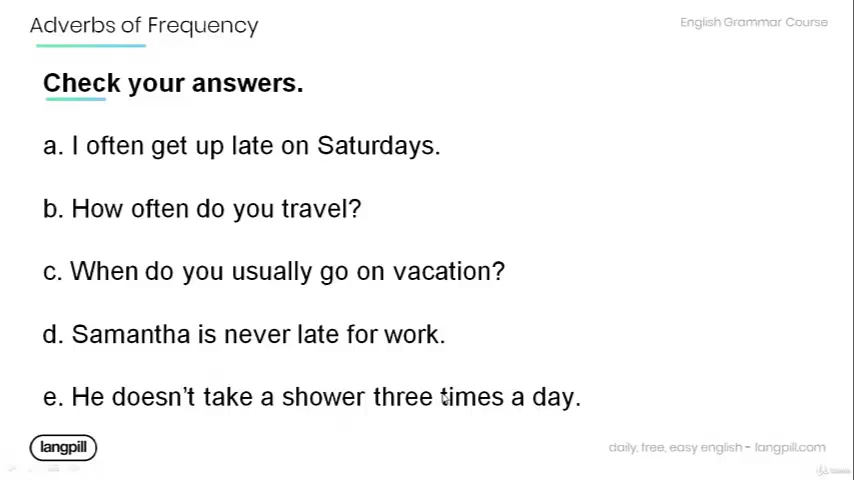 Adverbs of Frequency
English Grammar Course
Check your answers.
a. I often get up late on Saturdays.
b. How often do you travel?
c. When do you usually go on vacation?
d. Samantha is never late for work.
e. He doesn't take a shower three times a day.
langpill
daily, free, easy english - langpill.com